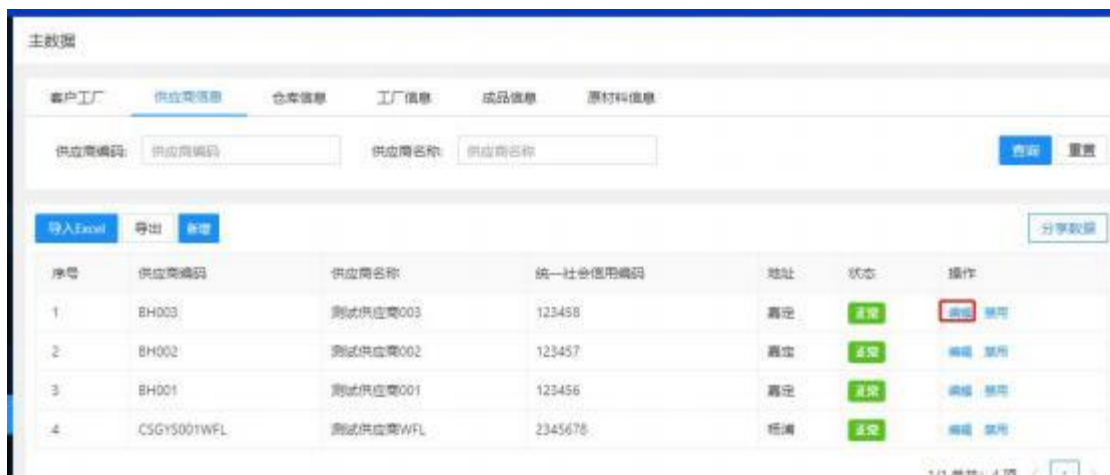 主数据
客户工厂 供应商信息 仓库信息 工厂信息 成品信息 原材料信息
供应商编码: 供应商编码 供应商名称: 供应商名称 查询 重置
导入Excel 导出 新增 分享数据
序号 供应商编码 供应商名称 统一社会信用编码 地址 状态 操作
1 BH003 测试供应商003 123458 嘉定 正常 编辑 禁用
2 BH002 测试供应商002 123457 嘉定 正常 编辑 禁用
3 BH001 测试供应商001 123456 嘉定 正常 编辑 禁用
4 CSGYS001WFL 测试供应商WFL 2345678 杨浦 正常 编辑 禁用
1/1 总共: 4 项 < 1 >